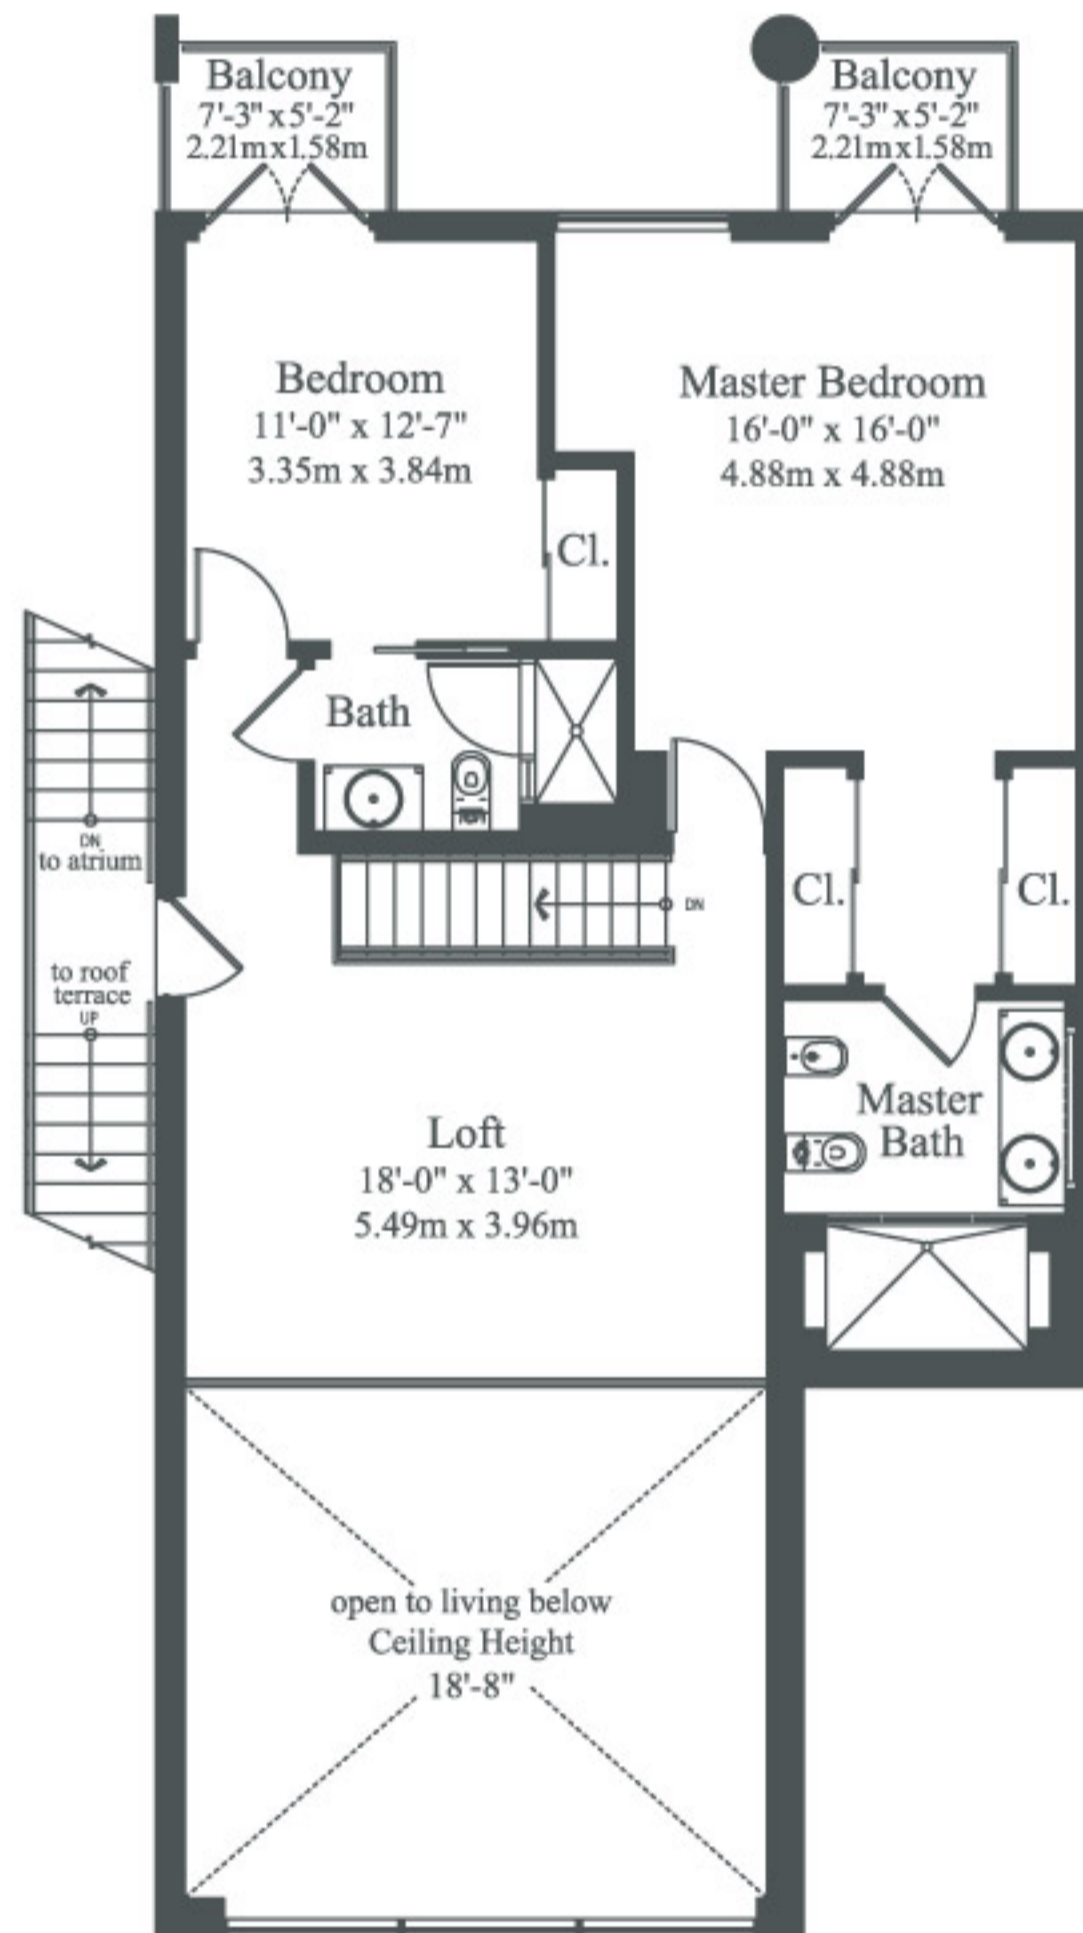 Balcony
7'-3" x 5'-2"
2.21m x 1.58m
Balcony
7'-3" x 5'-2"
2.21m x 1.58m
Bedroom
11'-0" x 12'-7"
3.35m x 3.84m
Master Bedroom
16'-0" x 16'-0"
4.88m x 4.88m
Cl.
Bath
DN
to atrium
Cl.
Cl.
DN
to roof
terrace
UP
Master
Bath
Loft
18'-0" x 13'-0"
5.49m x 3.96m
open to living below
Ceiling Height
18'-8"